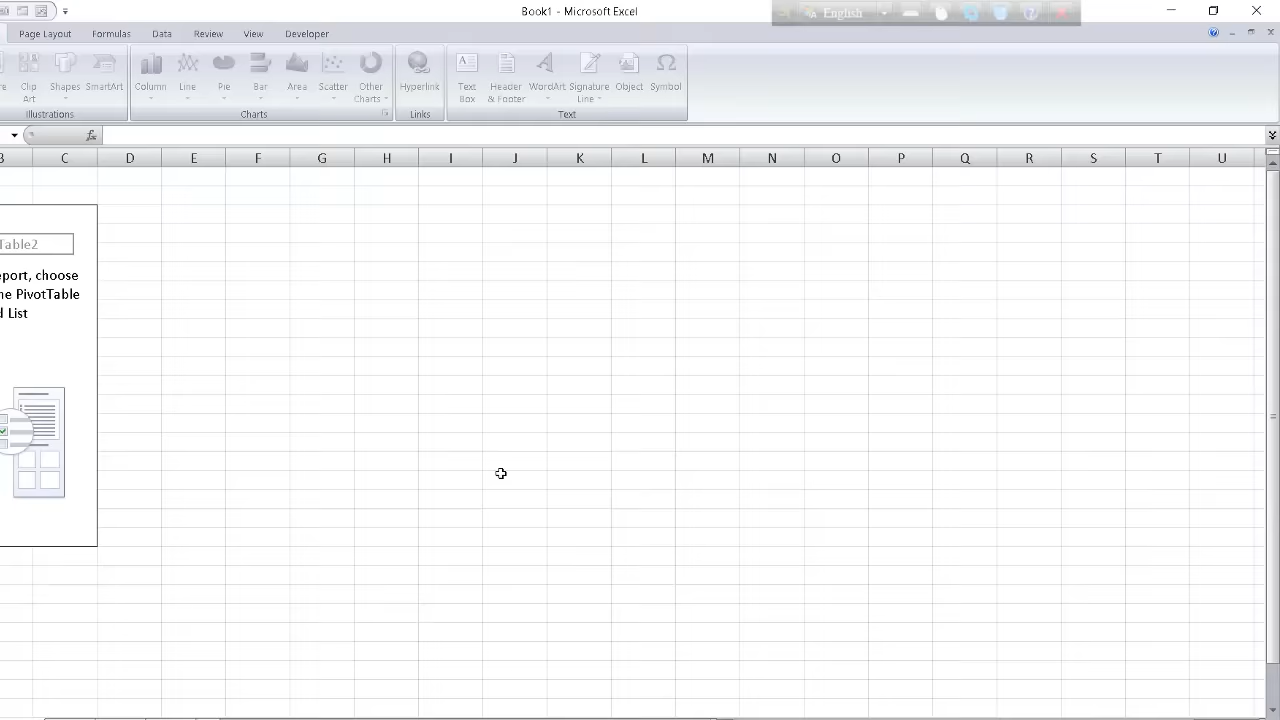 Book1 - Microsoft Excel
English
Page Layout Formulas Data Review View Developer
Clip Art Shapes SmartArt Column Line Pie Bar Area Scatter Other Charts Hyperlink Text Box Header & Footer WordArt Signature Line Object Symbol
Illustrations Charts Links Text
fx
C D E F G H I J K L M N O P Q R S T U
Table2
eport, choose
PivotTable
List